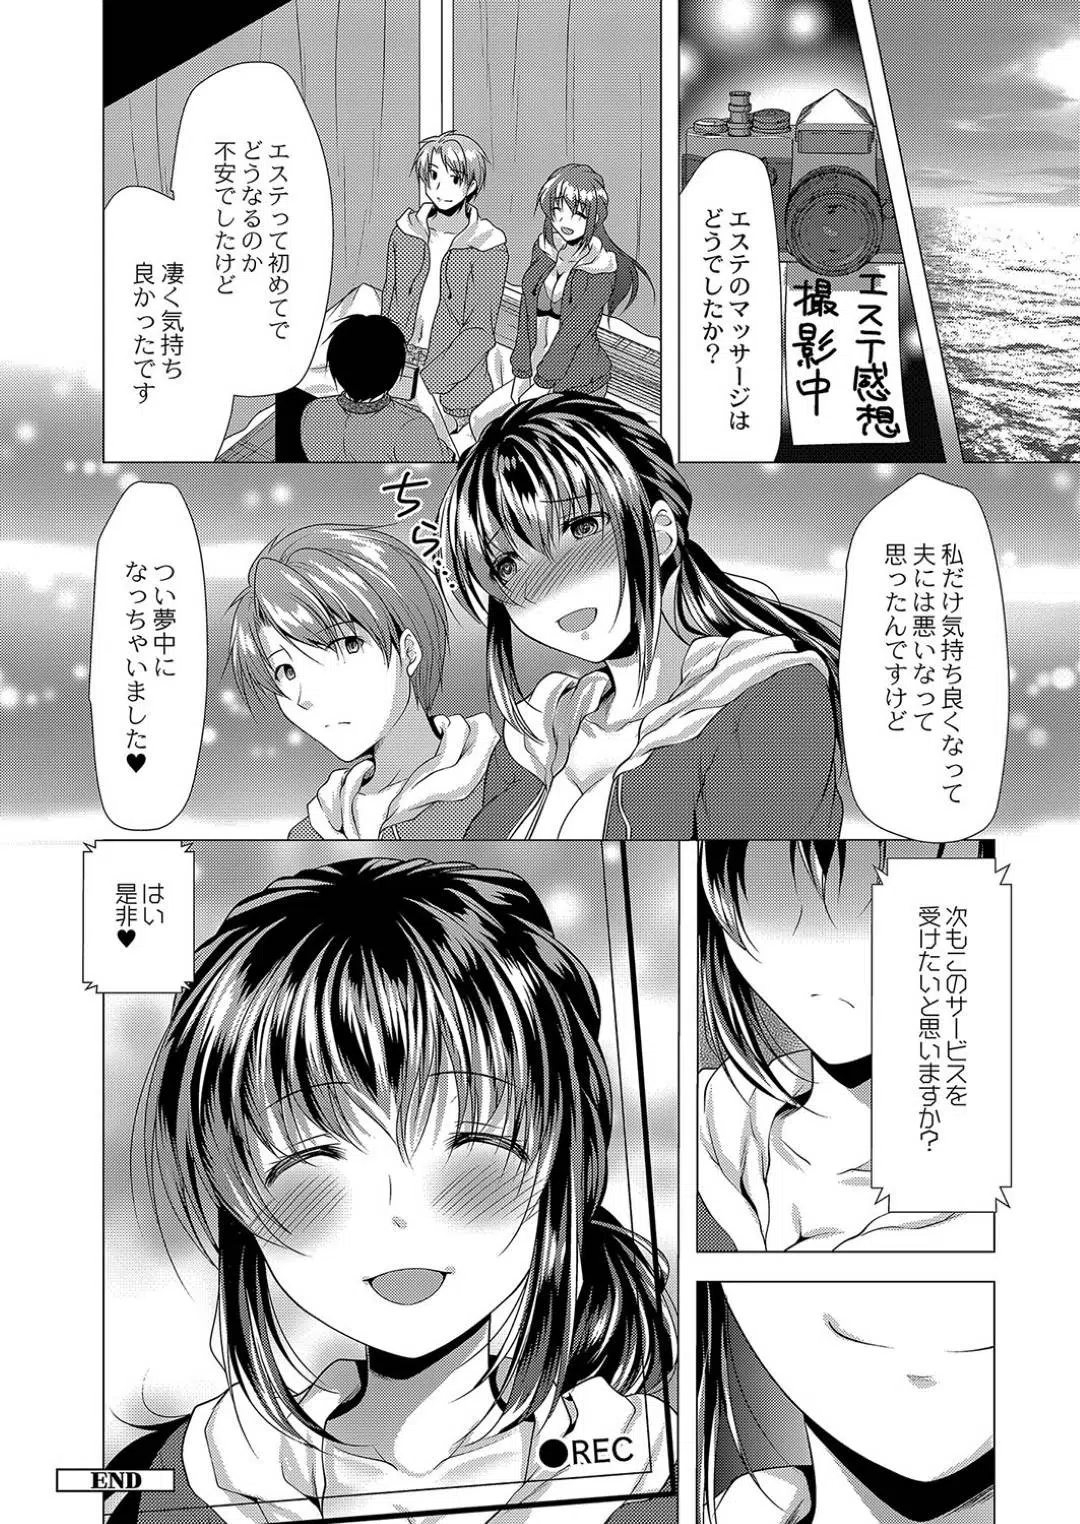 エステ感想
撮影中
エステのマッサージは
どうでしたか？
エステって初めてで
どうなるのか
不安でしたけど
凄く気持ち
良かったです
私だけ気持ち良くなって
夫には悪いなって
思ったんですけど
ちら……
つい夢中に
なっちゃいました♥
次もこのサービスを
受けたいと思いますか？
はい
是非♥
●REC
END